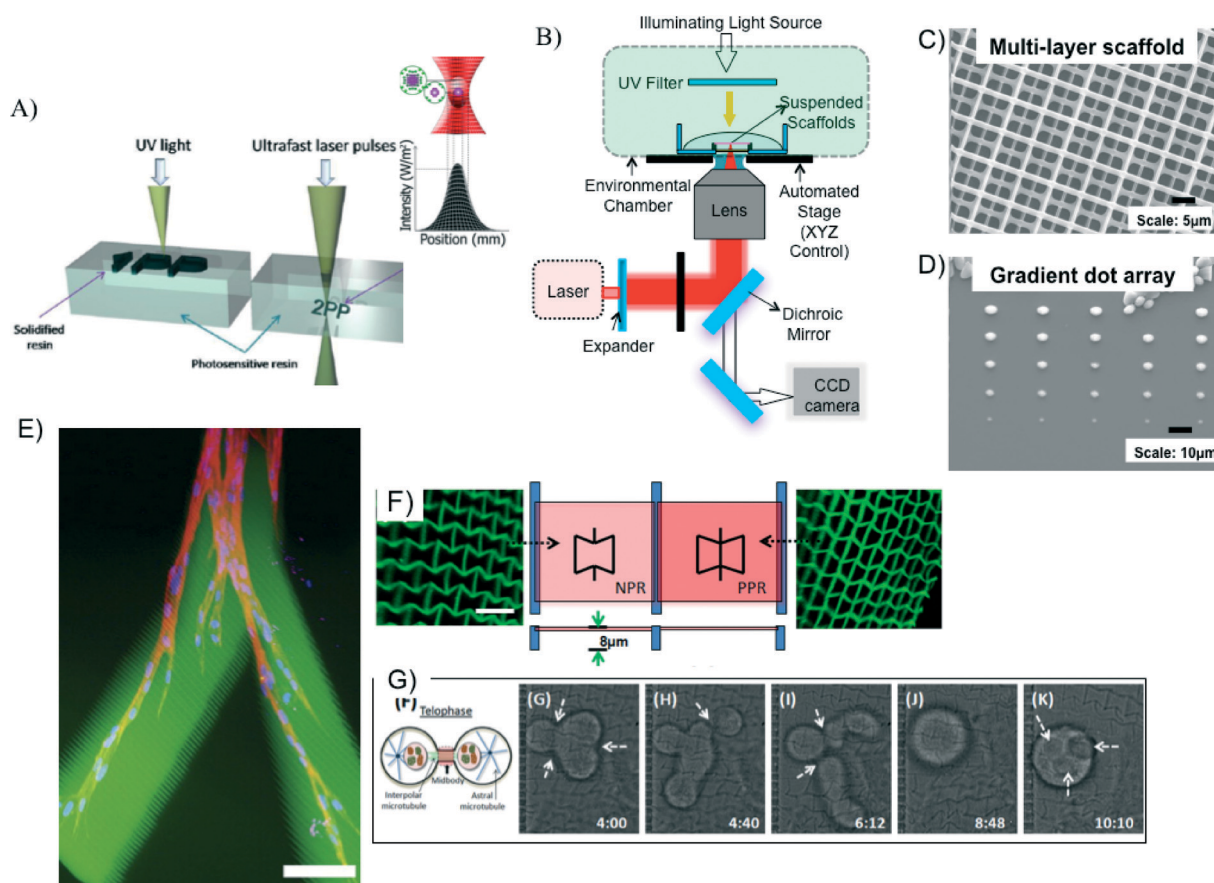 A)
UV light
Ultrafast laser pulses
Intensity (W/m²)
Position (mm)
1PP
2PP
Solidified
resin
Photosensitive resin
B)
Illuminating Light Source
UV Filter
Suspended
Scaffolds
Environmental
Chamber
Lens
Automated
Stage
(XYZ
Control)
Laser
Expander
Dichroic
Mirror
CCD
camera
C)
Multi-layer scaffold
Scale: 5µm
D)
Gradient dot array
Scale: 10µm
E)
F)
NPR
PPR
8µm
G)
(F)
Telophase
Midbody
Interpolar
microtubule
Astral
microtubule
(G)
4:00
(H)
4:40
(I)
6:12
(J)
8:48
(K)
10:10